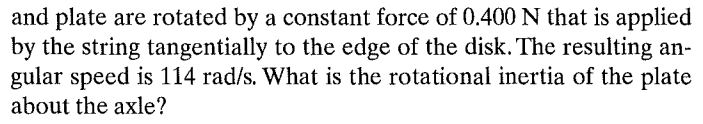 and plate are rotated by a constant force of 0.400 N that is applied
by the string tangentially to the edge of the disk. The resulting an-
gular speed is 114 rad/s. What is the rotational inertia of the plate
about the axle?